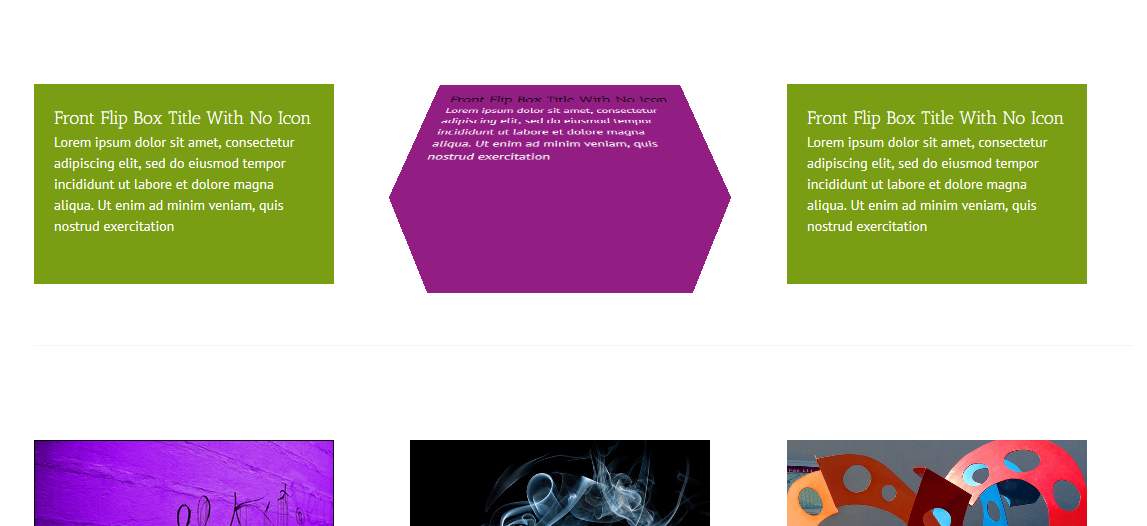 Front Flip Box Title With No Icon
Lorem ipsum dolor sit amet, consectetur
adipiscing elit, sed do eiusmod tempor
incididunt ut labore et dolore magna
aliqua. Ut enim ad minim veniam, quis
nostrud exercitation
Front Flip Box Title With No Icon
Lorem ipsum dolor sit amet, consectetur
adipiscing elit, sed do eiusmod tempor
incididunt ut labore et dolore magna
aliqua. Ut enim ad minim veniam, quis
nostrud exercitation
Front Flip Box Title With No Icon
Lorem ipsum dolor sit amet, consectetur
adipiscing elit, sed do eiusmod tempor
incididunt ut labore et dolore magna
aliqua. Ut enim ad minim veniam, quis
nostrud exercitation